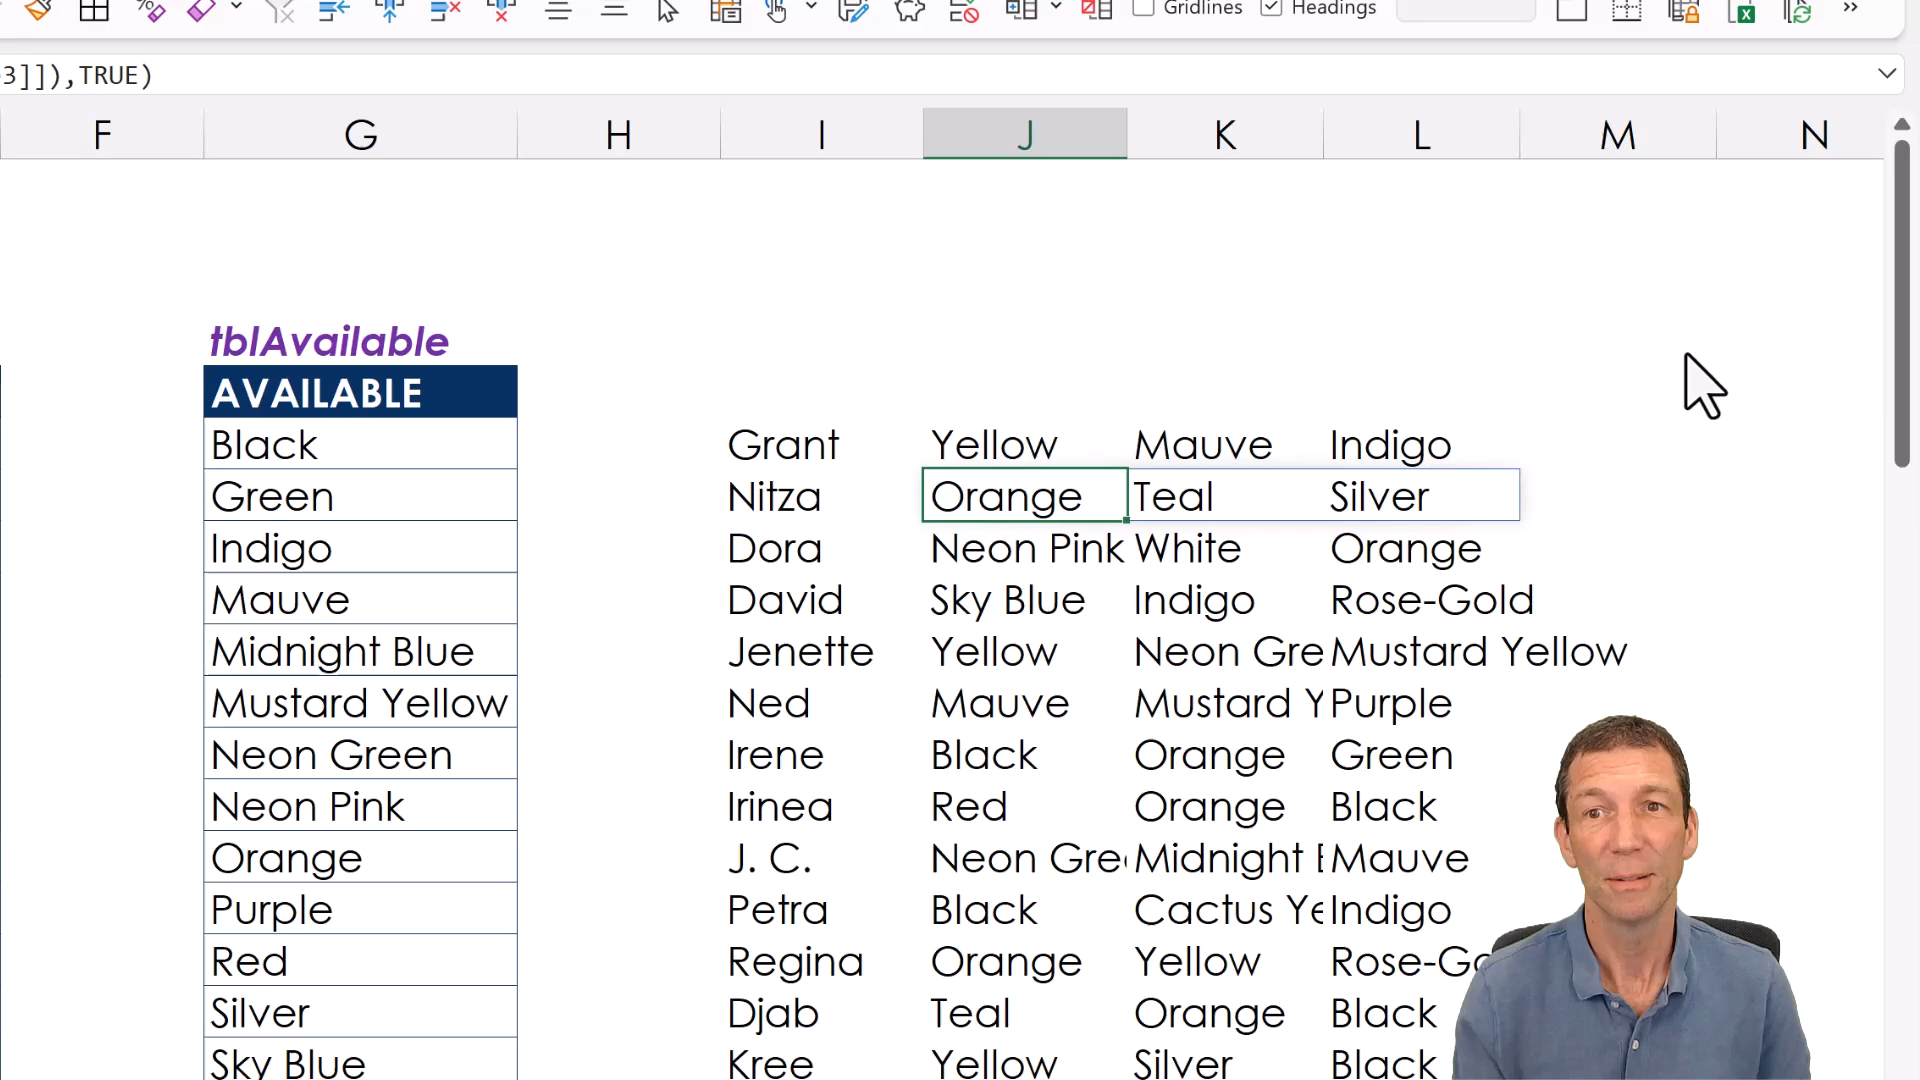 Gridlines Headings
3]]),TRUE)
F G H I J K L M N
tblAvailable
AVAILABLE
Black Grant Yellow Mauve Indigo
Green Nitza Orange Teal Silver
Indigo Dora Neon Pink White Orange
Mauve David Sky Blue Indigo Rose-Gold
Midnight Blue Jenette Yellow Neon Gre Mustard Yellow
Mustard Yellow Ned Mauve Mustard Y Purple
Neon Green Irene Black Orange Green
Neon Pink Irinea Red Orange Black
Orange J. C. Neon Gre Midnight Mauve
Purple Petra Black Cactus Ye Indigo
Red Regina Orange Yellow Rose-Go
Silver Djab Teal Orange Black
Sky Blue Kree Yellow Silver Black